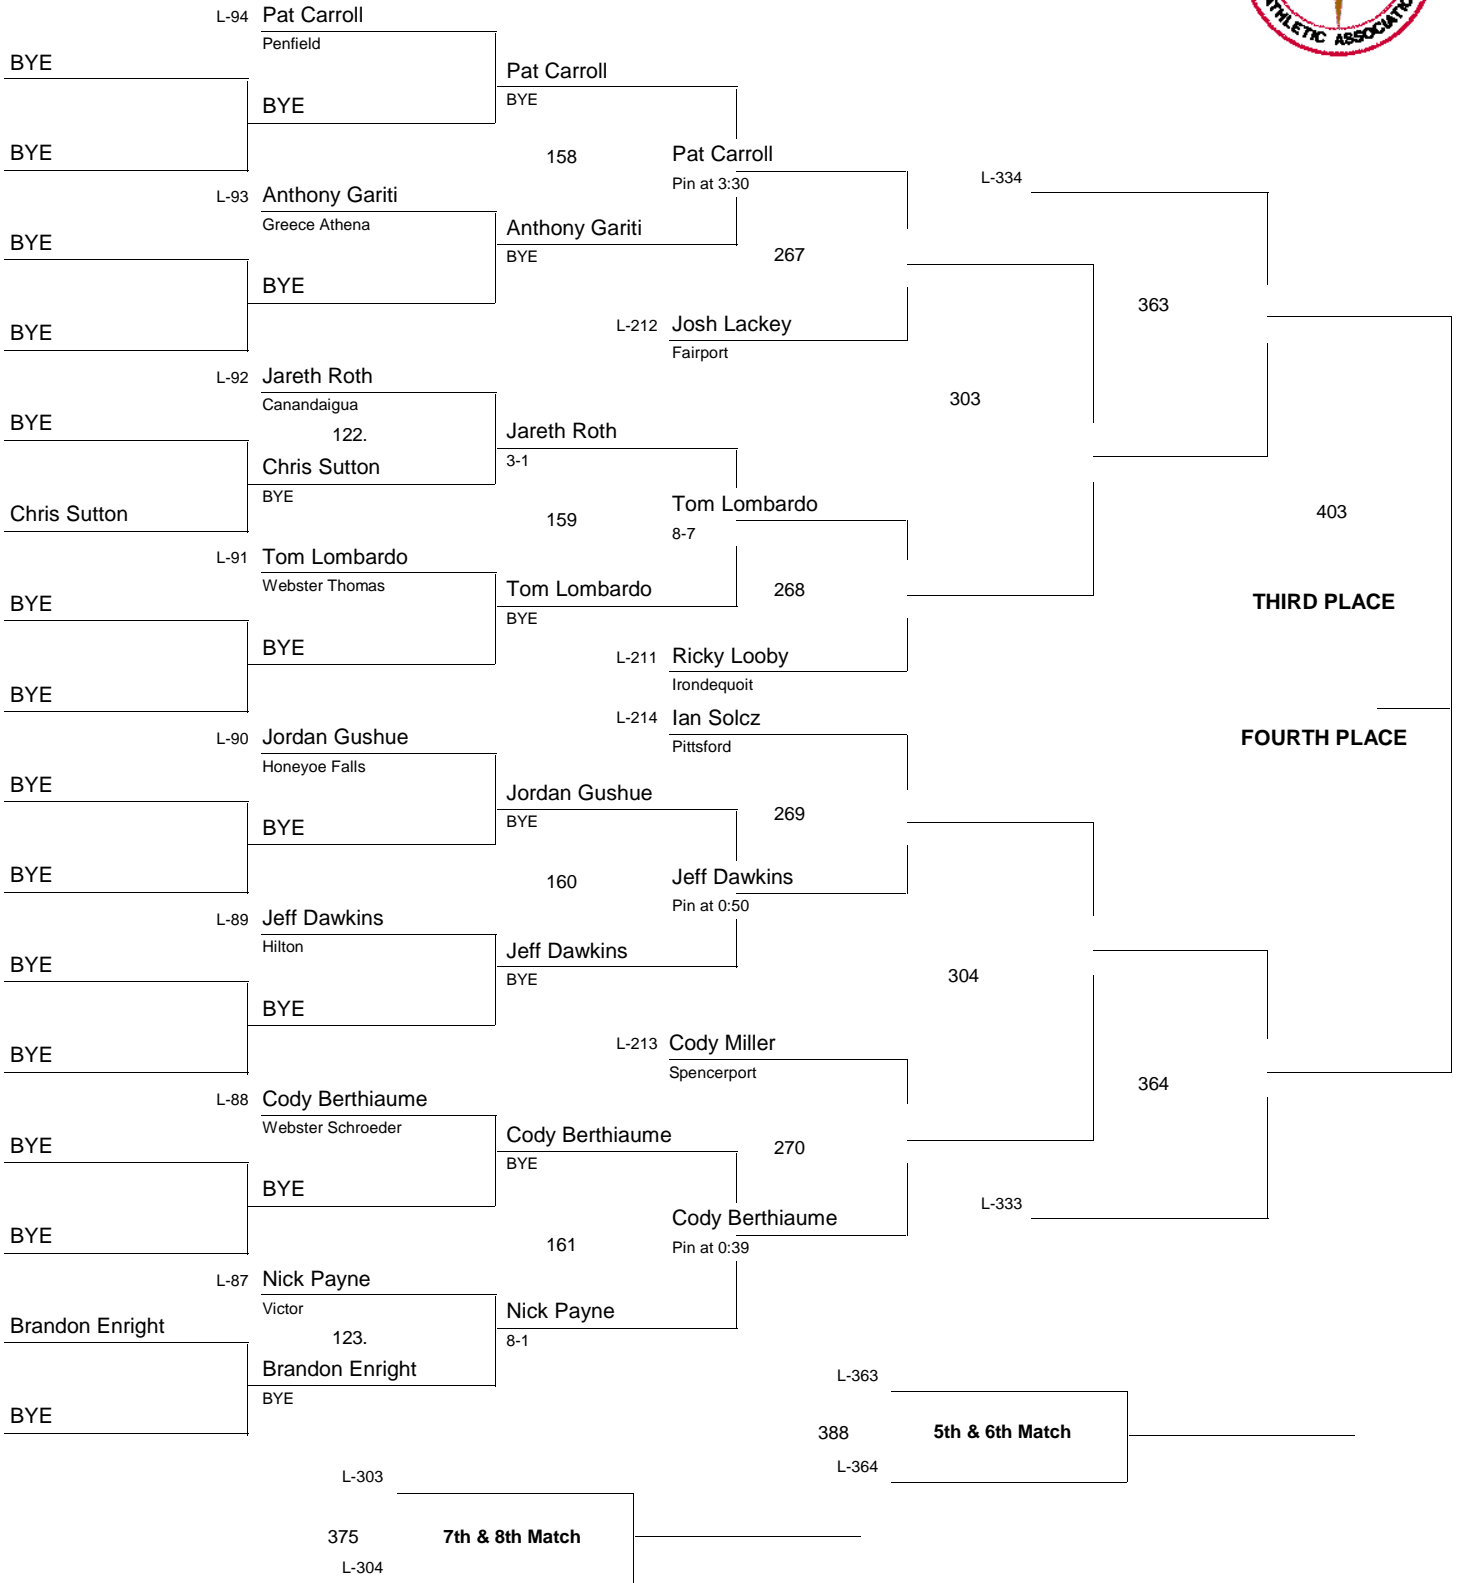 L-94 Pat Carroll
Penfield
BYE
Pat Carroll
BYE
BYE
BYE
158
Pat Carroll
Pin at 3:30
L-334
L-93 Anthony Gariti
Greece Athena
BYE
Anthony Gariti
BYE
267
BYE
363
BYE
L-212 Josh Lackey
Fairport
L-92 Jareth Roth
Canandaigua
303
BYE
122.
Jareth Roth
3-1
Chris Sutton
BYE
Tom Lombardo
8-7
Chris Sutton
159
403
L-91 Tom Lombardo
Webster Thomas
Tom Lombardo
BYE
268
THIRD PLACE
BYE
BYE
L-211 Ricky Looby
Irondequoit
BYE
L-214 Ian Solcz
Pittsford
L-90 Jordan Gushue
Honeyoe Falls
FOURTH PLACE
BYE
Jordan Gushue
BYE
269
BYE
BYE
160
Jeff Dawkins
Pin at 0:50
L-89 Jeff Dawkins
Hilton
BYE
Jeff Dawkins
BYE
304
BYE
L-213 Cody Miller
Spencerport
BYE
364
L-88 Cody Berthiaume
Webster Schroeder
BYE
Cody Berthiaume
BYE
270
BYE
L-333
Cody Berthiaume
Pin at 0:39
BYE
161
L-87 Nick Payne
Victor
Brandon Enright
123.
Nick Payne
8-1
Brandon Enright
BYE
L-363
BYE
388
5th & 6th Match
L-364
L-303
375
7th & 8th Match
L-304
ATHLETIC ASSOCIATIO